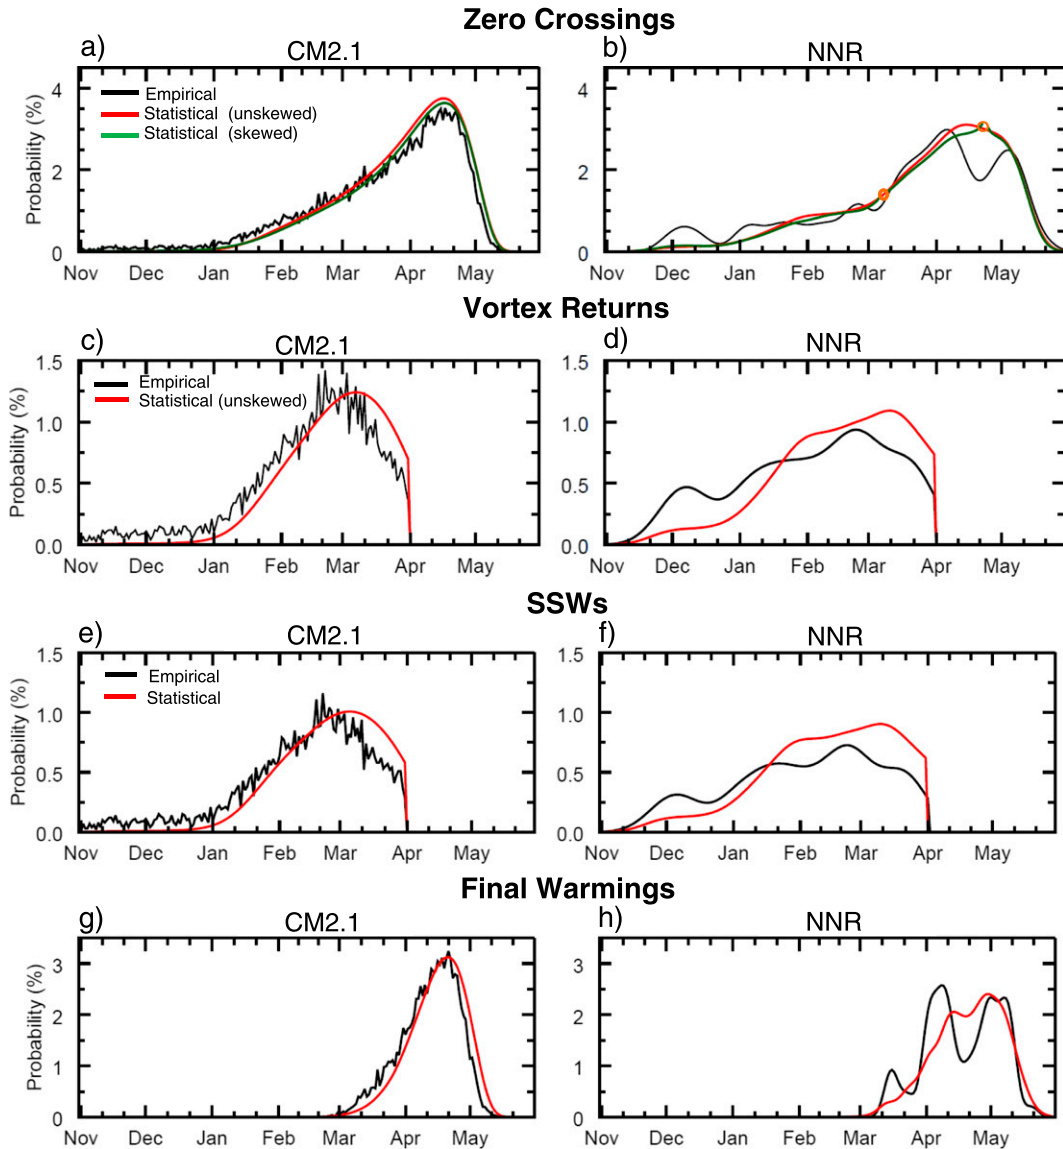 Zero Crossings
a) CM2.1
b) NNR
Probability (%)
4
2
0
Empirical
Statistical (unskewed)
Statistical (skewed)
Nov Dec Jan Feb Mar Apr May
4
2
0
Nov Dec Jan Feb Mar Apr May
Vortex Returns
c) CM2.1
d) NNR
Probability (%)
1.5
1.0
0.5
0.0
Empirical
Statistical (unskewed)
Nov Dec Jan Feb Mar Apr May
1.5
1.0
0.5
0.0
Nov Dec Jan Feb Mar Apr May
SSWs
e) CM2.1
f) NNR
Probability (%)
1.5
1.0
0.5
0.0
Empirical
Statistical
Nov Dec Jan Feb Mar Apr May
1.5
1.0
0.5
0.0
Nov Dec Jan Feb Mar Apr May
Final Warmings
g) CM2.1
h) NNR
Probability (%)
3
2
1
0
Nov Dec Jan Feb Mar Apr May
3
2
1
0
Nov Dec Jan Feb Mar Apr May